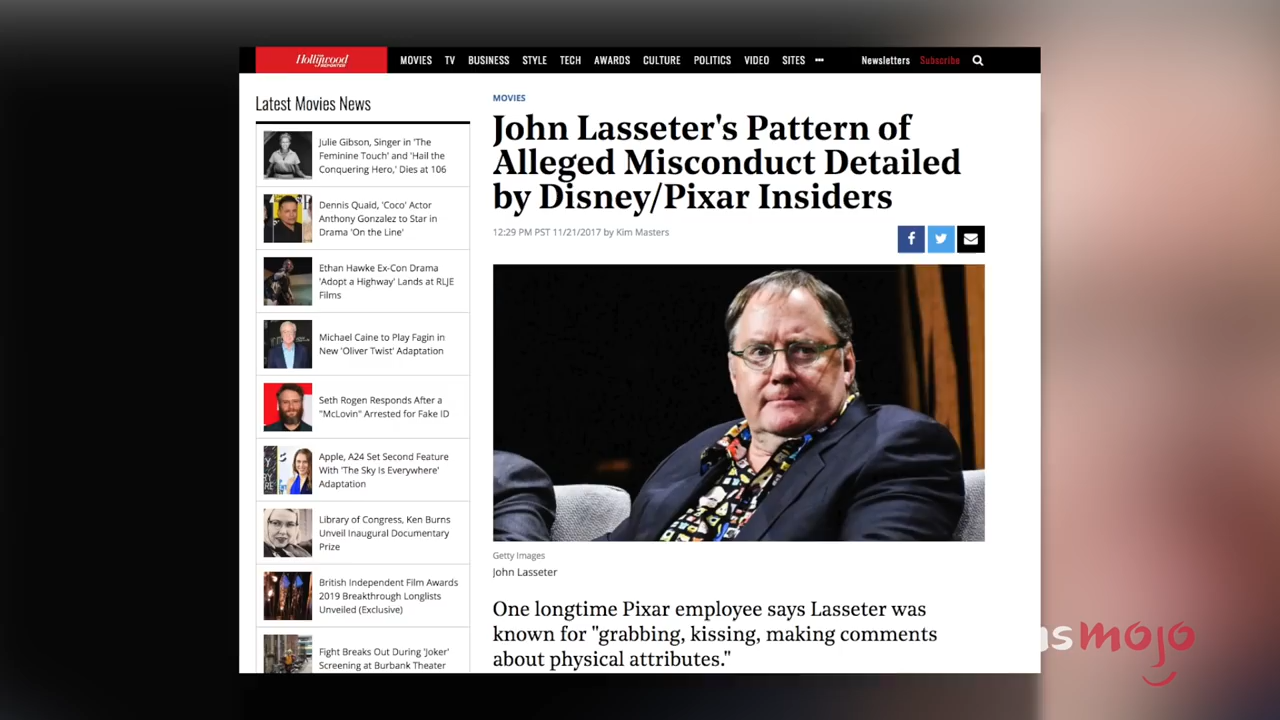 Hollywood
REPORTER
MOVIES TV BUSINESS STYLE TECH AWARDS CULTURE POLITICS VIDEO SITES ••• Newsletters Subscribe
Latest Movies News
Julie Gibson, Singer in 'The
Feminine Touch' and 'Hail the
Conquering Hero,' Dies at 106
Dennis Quaid, 'Coco' Actor
Anthony Gonzalez to Star in
Drama 'On the Line'
Ethan Hawke Ex-Con Drama
'Adopt a Highway' Lands at RLJE
Films
Michael Caine to Play Fagin in
New 'Oliver Twist' Adaptation
Seth Rogen Responds After a
"McLovin" Arrested for Fake ID
Apple, A24 Set Second Feature
With 'The Sky Is Everywhere'
Adaptation
Library of Congress, Ken Burns
Unveil Inaugural Documentary
Prize
British Independent Film Awards
2019 Breakthrough Longlists
Unveiled (Exclusive)
Fight Breaks Out During 'Joker'
Screening at Burbank Theater
MOVIES
John Lasseter's Pattern of
Alleged Misconduct Detailed
by Disney/Pixar Insiders
12:29 PM PST 11/21/2017 by Kim Masters
Getty Images
John Lasseter
One longtime Pixar employee says Lasseter was
known for "grabbing, kissing, making comments
about physical attributes."
nsmojo